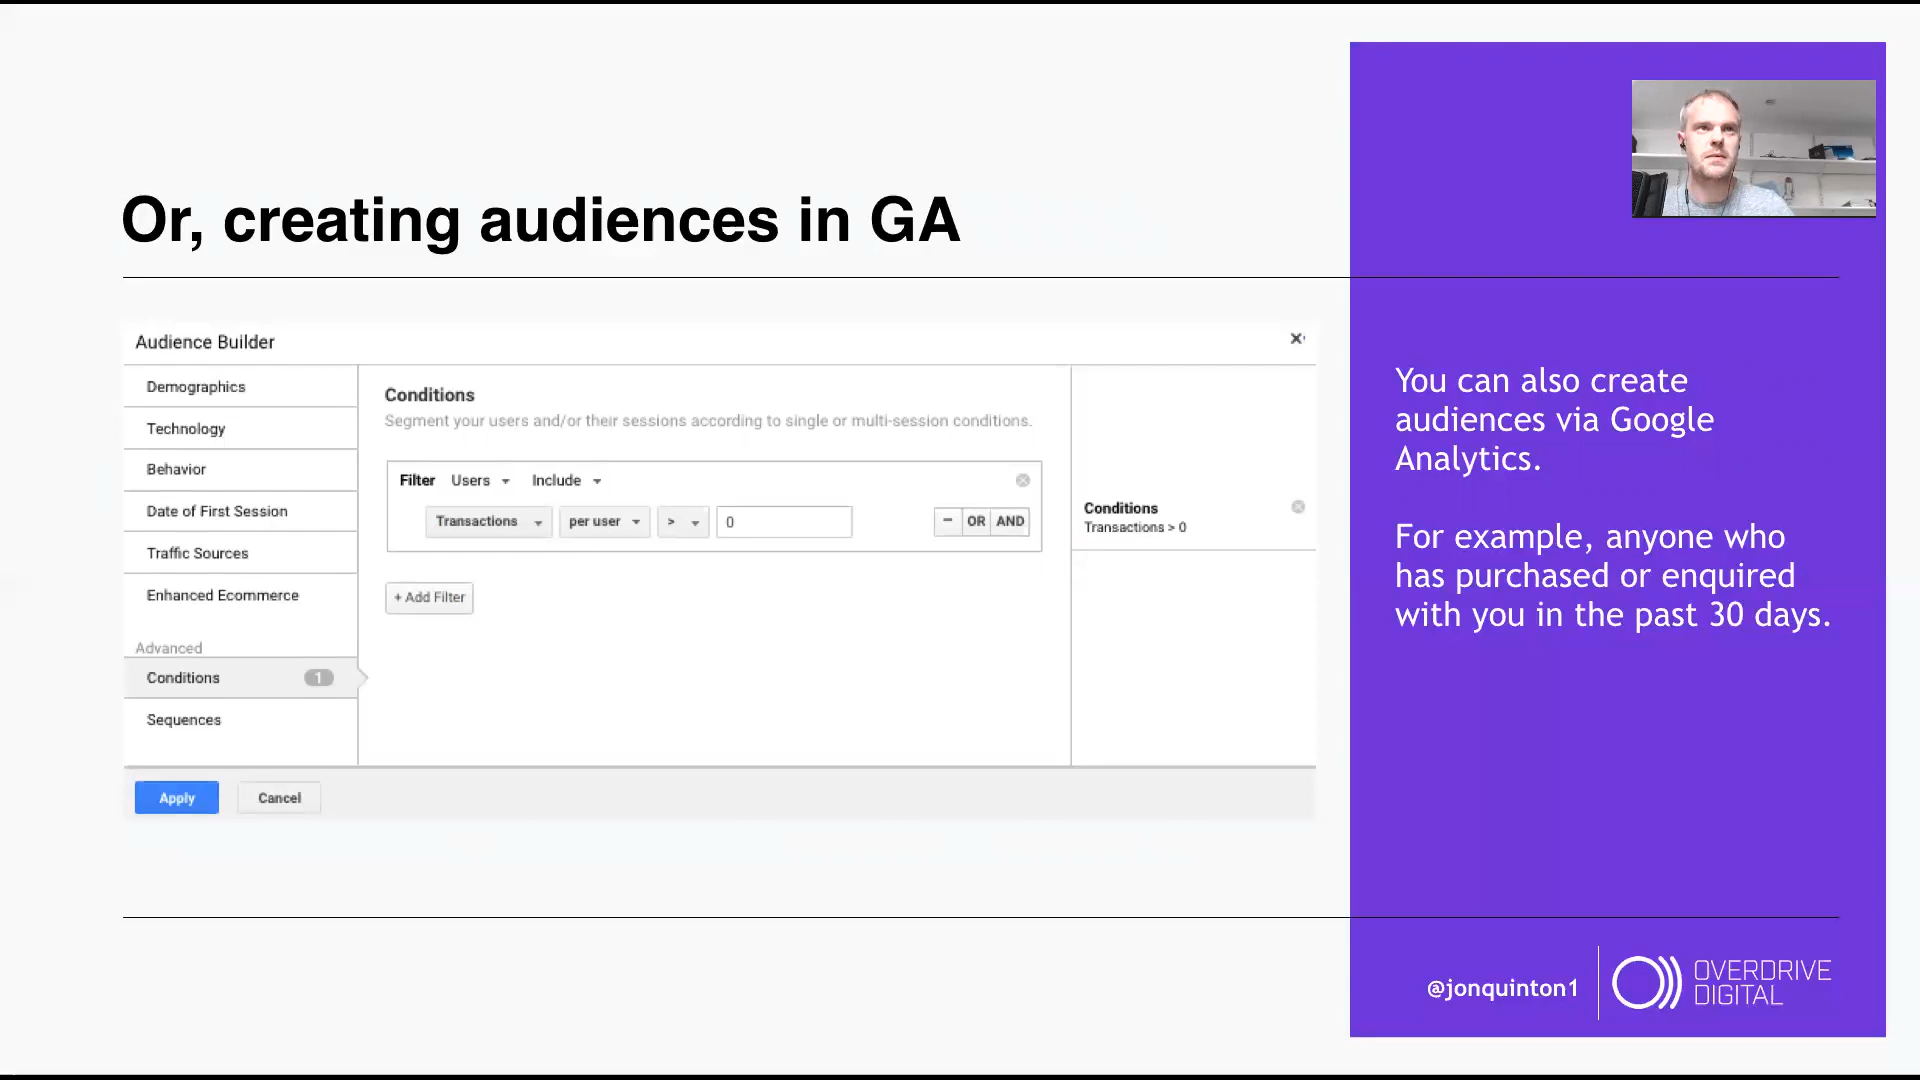 Or, creating audiences in GA
Audience Builder
Demographics
Technology
Behavior
Date of First Session
Traffic Sources
Enhanced Ecommerce
Advanced
Conditions 1
Sequences
Conditions
Segment your users and/or their sessions according to single or multi-session conditions.
Filter Users Include
Transactions per user > 0 − OR AND
+ Add Filter
Conditions
Transactions > 0
Apply Cancel
You can also create
audiences via Google
Analytics.
For example, anyone who
has purchased or enquired
with you in the past 30 days.
@jonquinton1
OVERDRIVE
DIGITAL